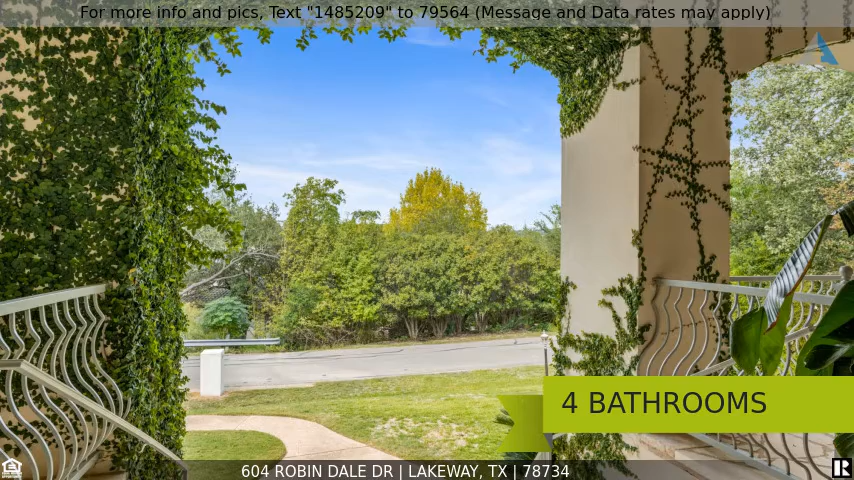 For more info and pics, Text "1485209" to 79564 (Message and Data rates may apply)
4 BATHROOMS
604 ROBIN DALE DR | LAKEWAY, TX | 78734